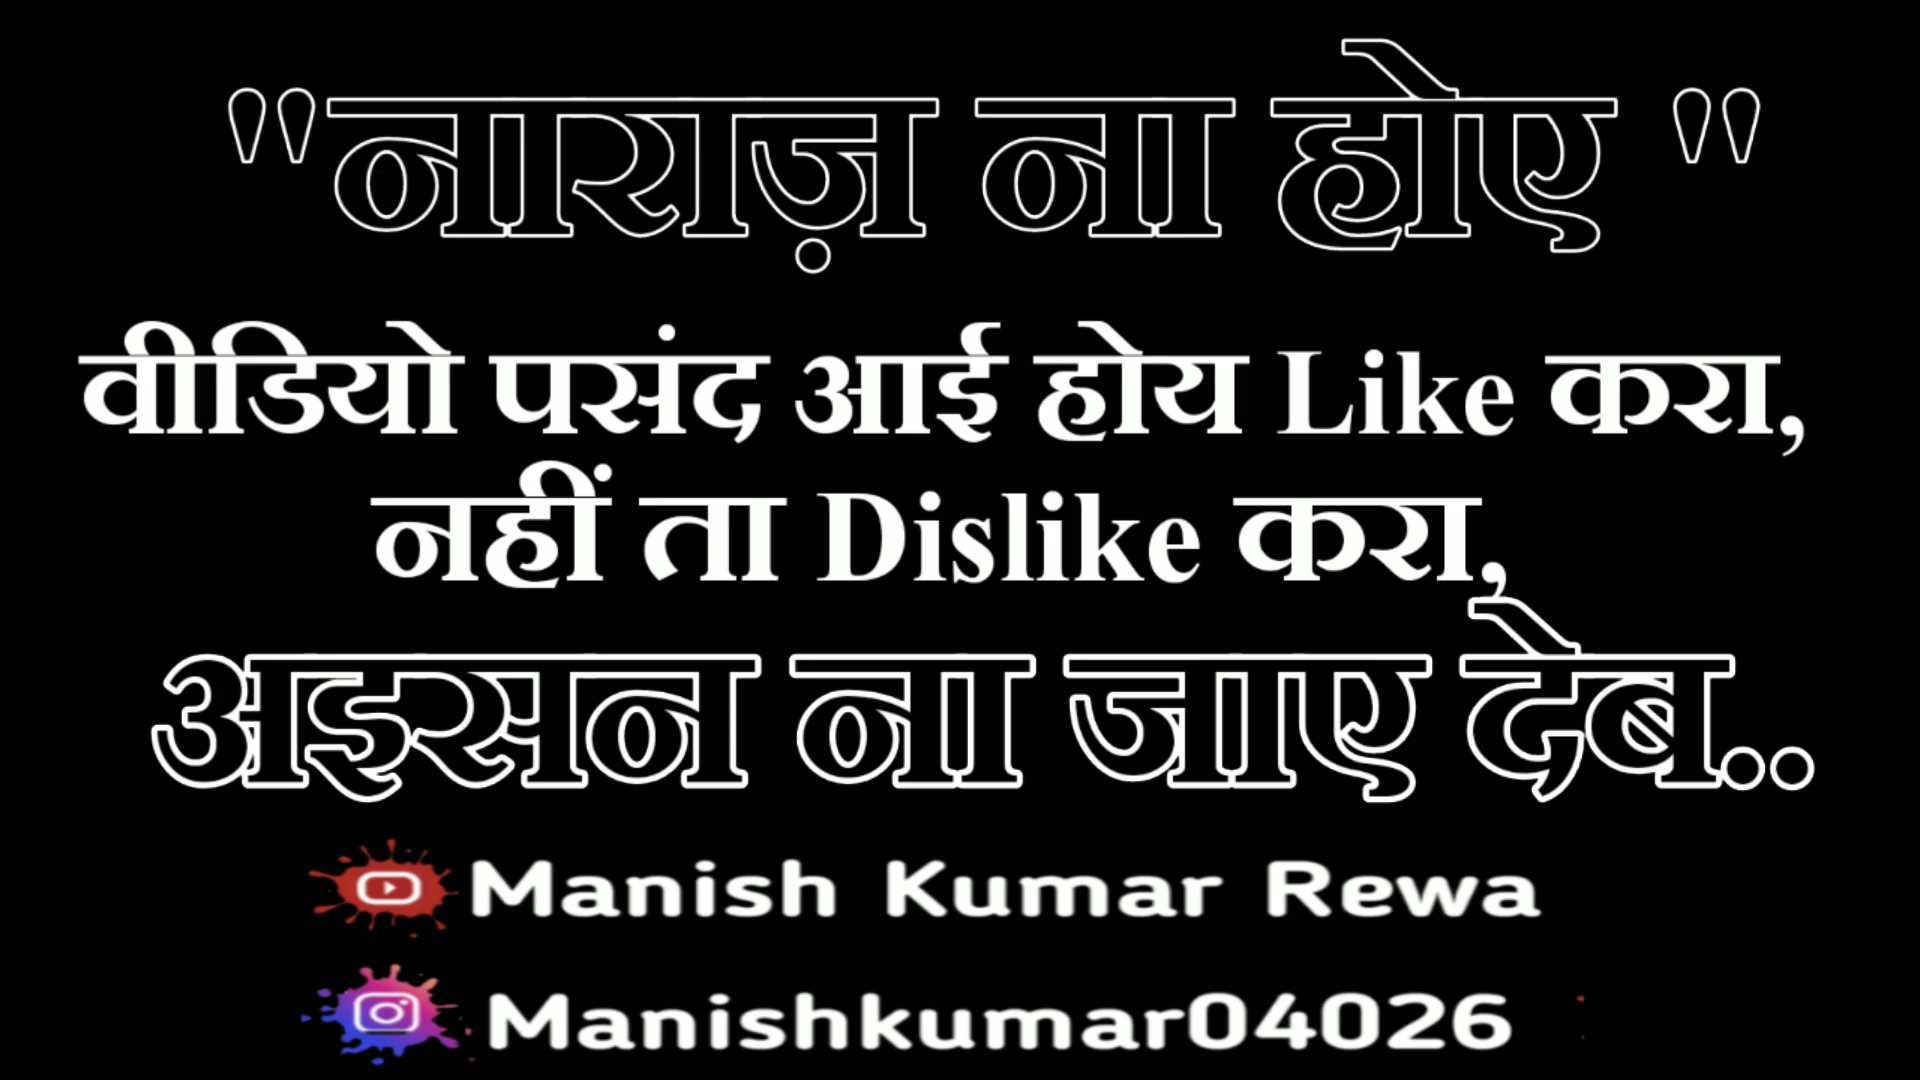 "नाराज़ ना होए "
वीडियो पसंद आई होय Like करा,
नहीं ता Dislike करा,
अइसन ना जाए देब..
Manish Kumar Rewa
Manishkumar04026